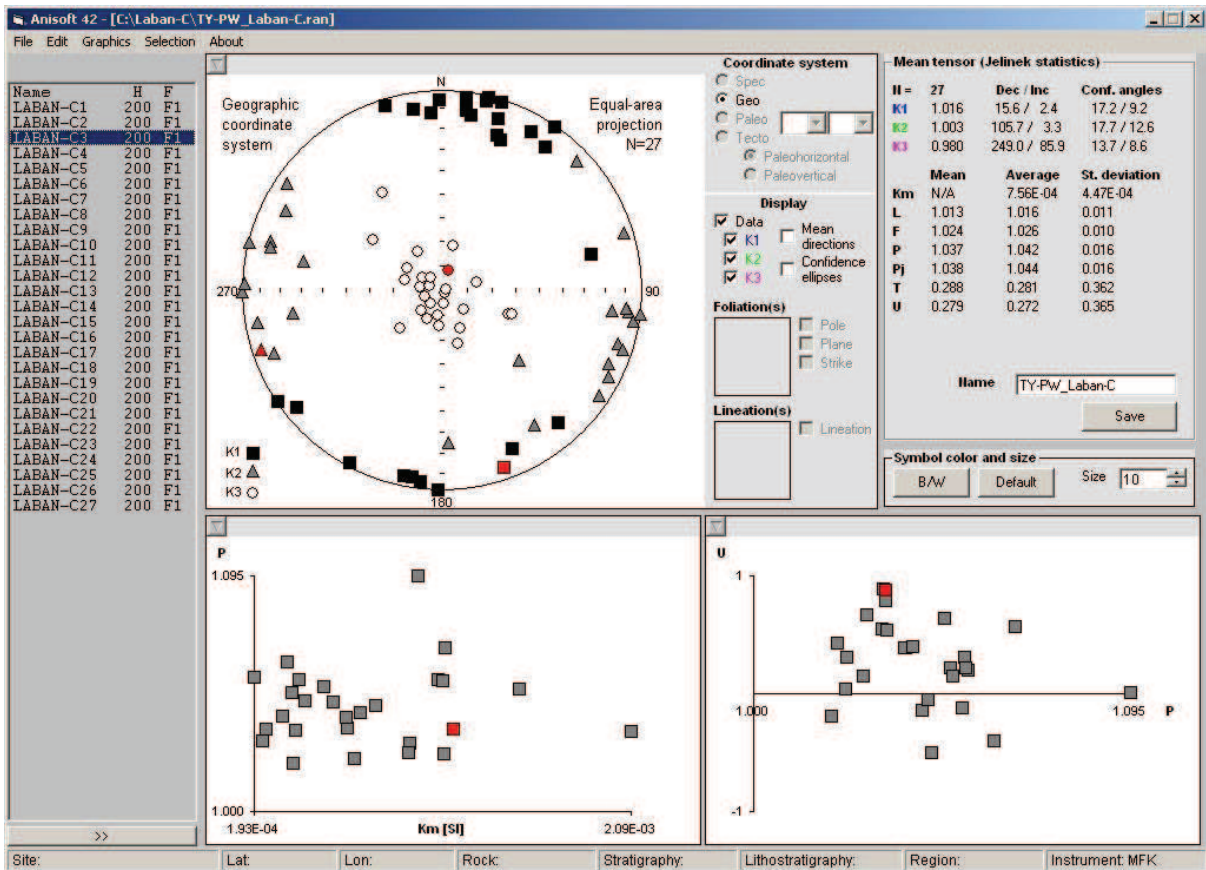 Anisoft 42 - [C:\Laban-C\TY-PW_Laban-C.ran]
File Edit Graphics Selection About
Name H F
LABAN-C1 200 F1
LABAN-C2 200 F1
LABAN-C3 200 F1
LABAN-C4 200 F1
LABAN-C5 200 F1
LABAN-C6 200 F1
LABAN-C7 200 F1
LABAN-C8 200 F1
LABAN-C9 200 F1
LABAN-C10 200 F1
LABAN-C11 200 F1
LABAN-C12 200 F1
LABAN-C13 200 F1
LABAN-C14 200 F1
LABAN-C15 200 F1
LABAN-C16 200 F1
LABAN-C17 200 F1
LABAN-C18 200 F1
LABAN-C19 200 F1
LABAN-C20 200 F1
LABAN-C21 200 F1
LABAN-C22 200 F1
LABAN-C23 200 F1
LABAN-C24 200 F1
LABAN-C25 200 F1
LABAN-C26 200 F1
LABAN-C27 200 F1
>>
Geographic
coordinate
system
N
Equal-area
projection
N=27
270
90
180
K1
K2
K3
Coordinate system
Spec
Geo
Paleo
Tecto
Paleohorizontal
Paleovertical
Display
Data
K1
K2
K3
Mean
directions
Confidence
ellipses
Foliation(s)
Pole
Plane
Strike
Lineation(s)
Lineation
Mean tensor (Jelinek statistics)
N = 27 Dec / Inc Conf. angles
K1 1.016 15.6 / 2.4 17.2 / 9.2
K2 1.003 105.7 / 3.3 17.7 / 12.6
K3 0.980 249.0 / 85.9 13.7 / 8.6
Mean Average St. deviation
Km N/A 7.56E-04 4.47E-04
L 1.013 1.016 0.011
F 1.024 1.026 0.010
P 1.037 1.042 0.016
Pj 1.038 1.044 0.016
T 0.288 0.281 0.362
U 0.279 0.272 0.365
Name TY-PW_Laban-C
Save
Symbol color and size
B/W Default Size 10
P
1.095
1.000
1.93E-04 Km [SI] 2.09E-03
U
1
1.000 1.095 P
-1
Site: Lat: Lon: Rock: Stratigraphy: Lithostratigraphy: Region: Instrument: MFK